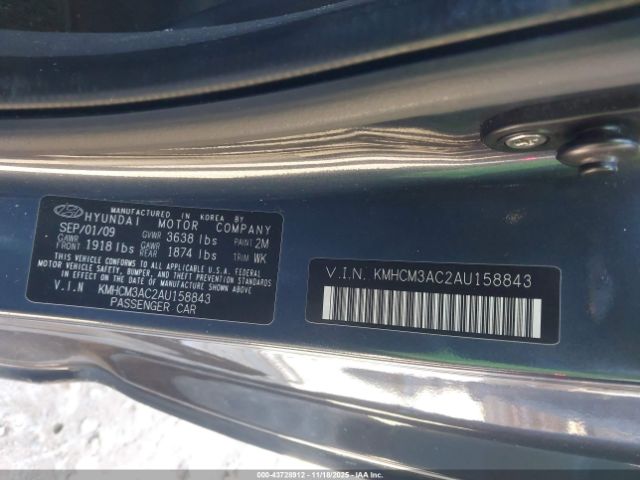 MANUFACTURED IN KOREA BY
HYUNDAI MOTOR COMPANY
SEP/01/09 GVWR 3638 lbs PAINT 2M
GAWR FRONT 1918 lbs GAWR REAR 1874 lbs TRIM WK
THIS VEHICLE CONFORMS TO ALL APPLICABLE U.S.A. FEDERAL
MOTOR VEHICLE SAFETY, BUMPER, AND THEFT PREVENTION STANDARDS
IN EFFECT ON THE DATE OF MANUFACTURE SHOWN ABOVE.
V.I.N KMHCM3AC2AU158843
PASSENGER CAR
V.I.N. KMHCM3AC2AU158843
000-43728912 - 11/18/2025 - IAAI.com